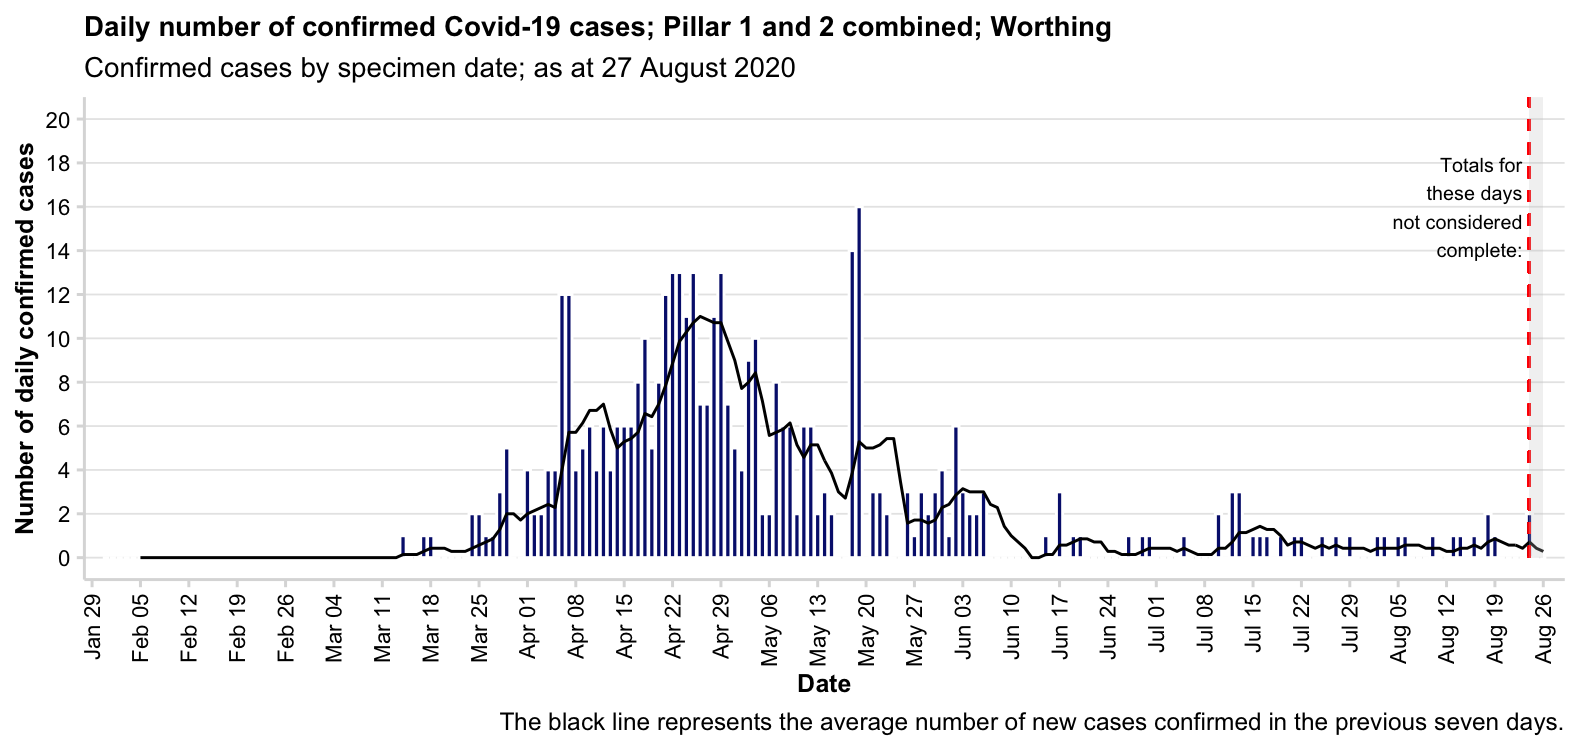 Daily number of confirmed Covid-19 cases; Pillar 1 and 2 combined; Worthing
Confirmed cases by specimen date; as at 27 August 2020
Number of daily confirmed cases
20
18
16
14
12
10
8
6
4
2
0
Totals for
these days
not considered
complete:
Jan 29
Feb 05
Feb 12
Feb 19
Feb 26
Mar 04
Mar 11
Mar 18
Mar 25
Apr 01
Apr 08
Apr 15
Apr 22
Apr 29
May 06
May 13
May 20
May 27
Jun 03
Jun 10
Jun 17
Jun 24
Jul 01
Jul 08
Jul 15
Jul 22
Jul 29
Aug 05
Aug 12
Aug 19
Aug 26
Date
The black line represents the average number of new cases confirmed in the previous seven days.